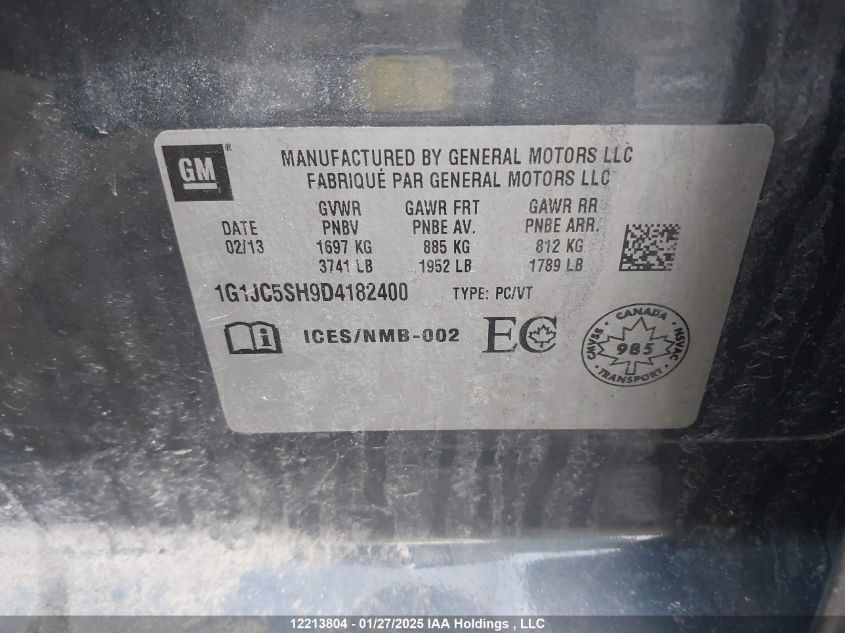 GM ®
MANUFACTURED BY GENERAL MOTORS LLC
FABRIQUÉ PAR GENERAL MOTORS LLC
GVWR GAWR FRT GAWR RR
DATE PNBV PNBE AV. PNBE ARR.
02/13 1697 KG 885 KG 812 KG
3741 LB 1952 LB 1789 LB
1G1JC5SH9D4182400 TYPE: PC/VT
ICES/NMB-002 EC
CANADA
CMVSS 985 NSVAC
TRANSPORT
12213804 - 01/27/2025 IAA Holdings , LLC